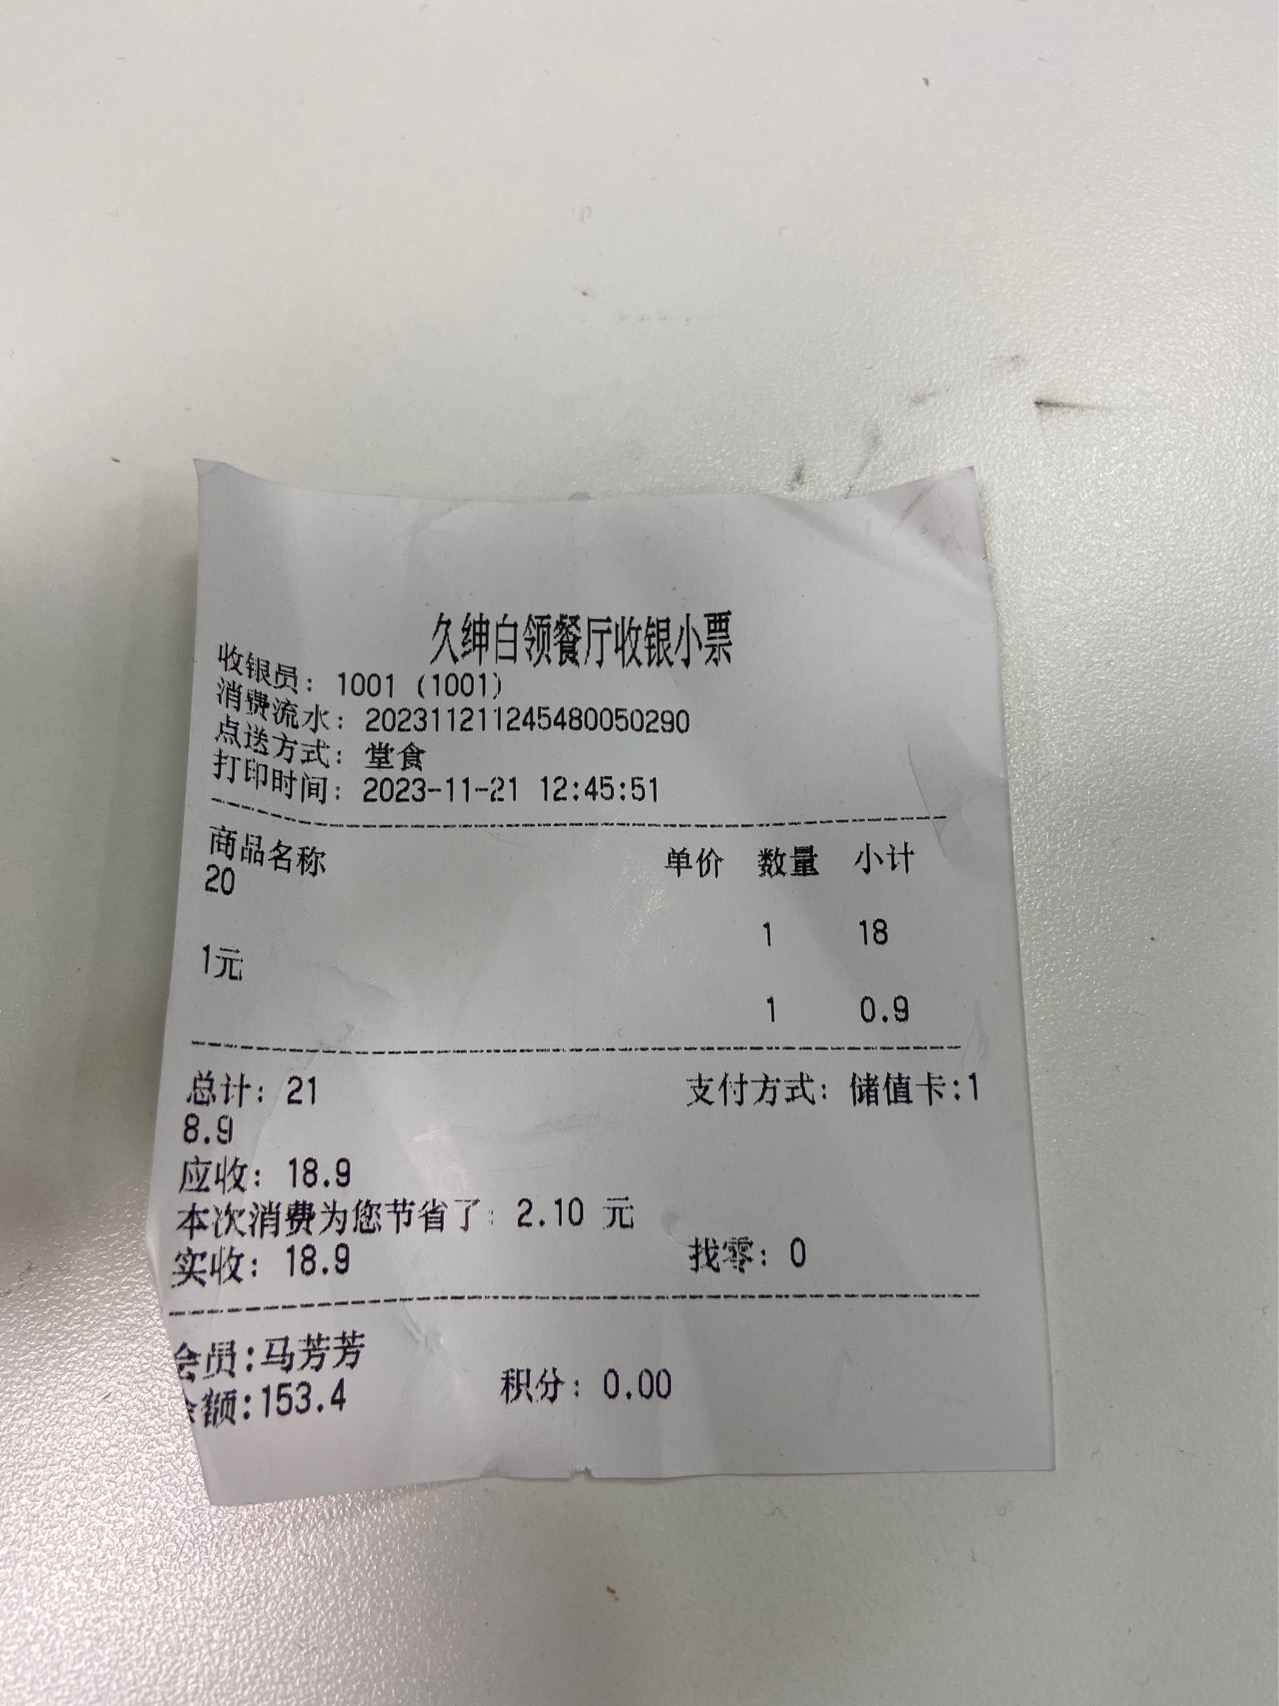 久绅白领餐厅收银小票
收银员: 1001 (1001)
消费流水: 202311211245480050290
点送方式: 堂食
打印时间: 2023-11-21 12:45:51
商品名称 单价 数量 小计
20
1 18
1元
1 0.9
总计: 21 支付方式: 储值卡:1
8.9
应收: 18.9
本次消费为您节省了: 2.10 元
实收: 18.9 找零: 0
会员:马芳芳
余额:153.4 积分: 0.00